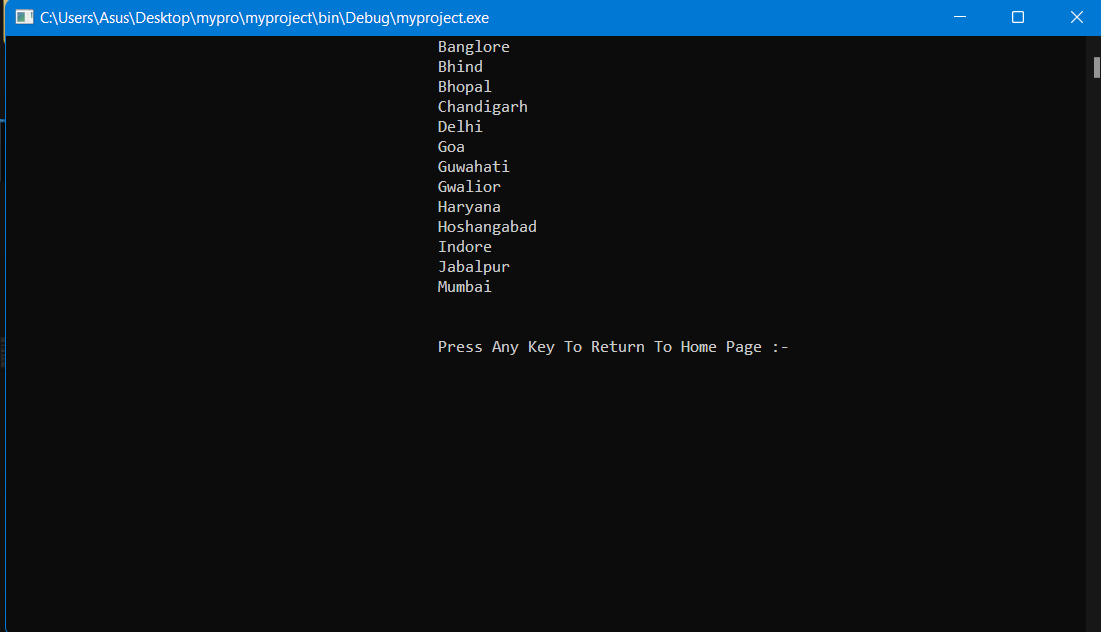 C:\Users\Asus\Desktop\mypro\myproject\bin\Debug\myproject.exe
Banglore
Bhind
Bhopal
Chandigarh
Delhi
Goa
Guwahati
Gwalior
Haryana
Hoshangabad
Indore
Jabalpur
Mumbai
Press Any Key To Return To Home Page :-